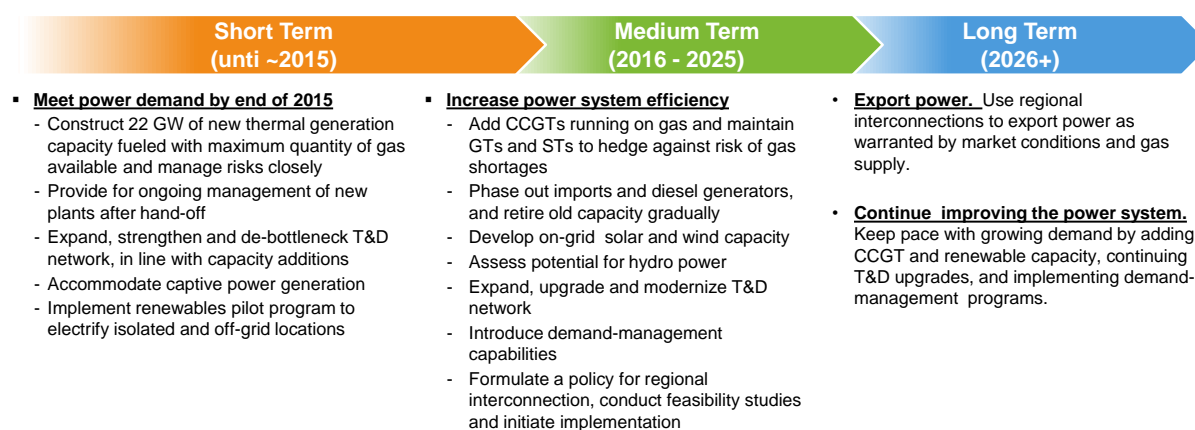 Short Term
(unti ~2015)
Medium Term
(2016 - 2025)
Long Term
(2026+)
▪ Meet power demand by end of 2015
- Construct 22 GW of new thermal generation
capacity fueled with maximum quantity of gas
available and manage risks closely
- Provide for ongoing management of new
plants after hand-off
- Expand, strengthen and de-bottleneck T&D
network, in line with capacity additions
- Accommodate captive power generation
- Implement renewables pilot program to
electrify isolated and off-grid locations
▪ Increase power system efficiency
- Add CCGTs running on gas and maintain
GTs and STs to hedge against risk of gas
shortages
- Phase out imports and diesel generators,
and retire old capacity gradually
- Develop on-grid solar and wind capacity
- Assess potential for hydro power
- Expand, upgrade and modernize T&D
network
- Introduce demand-management
capabilities
- Formulate a policy for regional
interconnection, conduct feasibility studies
and initiate implementation
• Export power. Use regional
interconnections to export power as
warranted by market conditions and gas
supply.
• Continue improving the power system.
Keep pace with growing demand by adding
CCGT and renewable capacity, continuing
T&D upgrades, and implementing demand-
management programs.